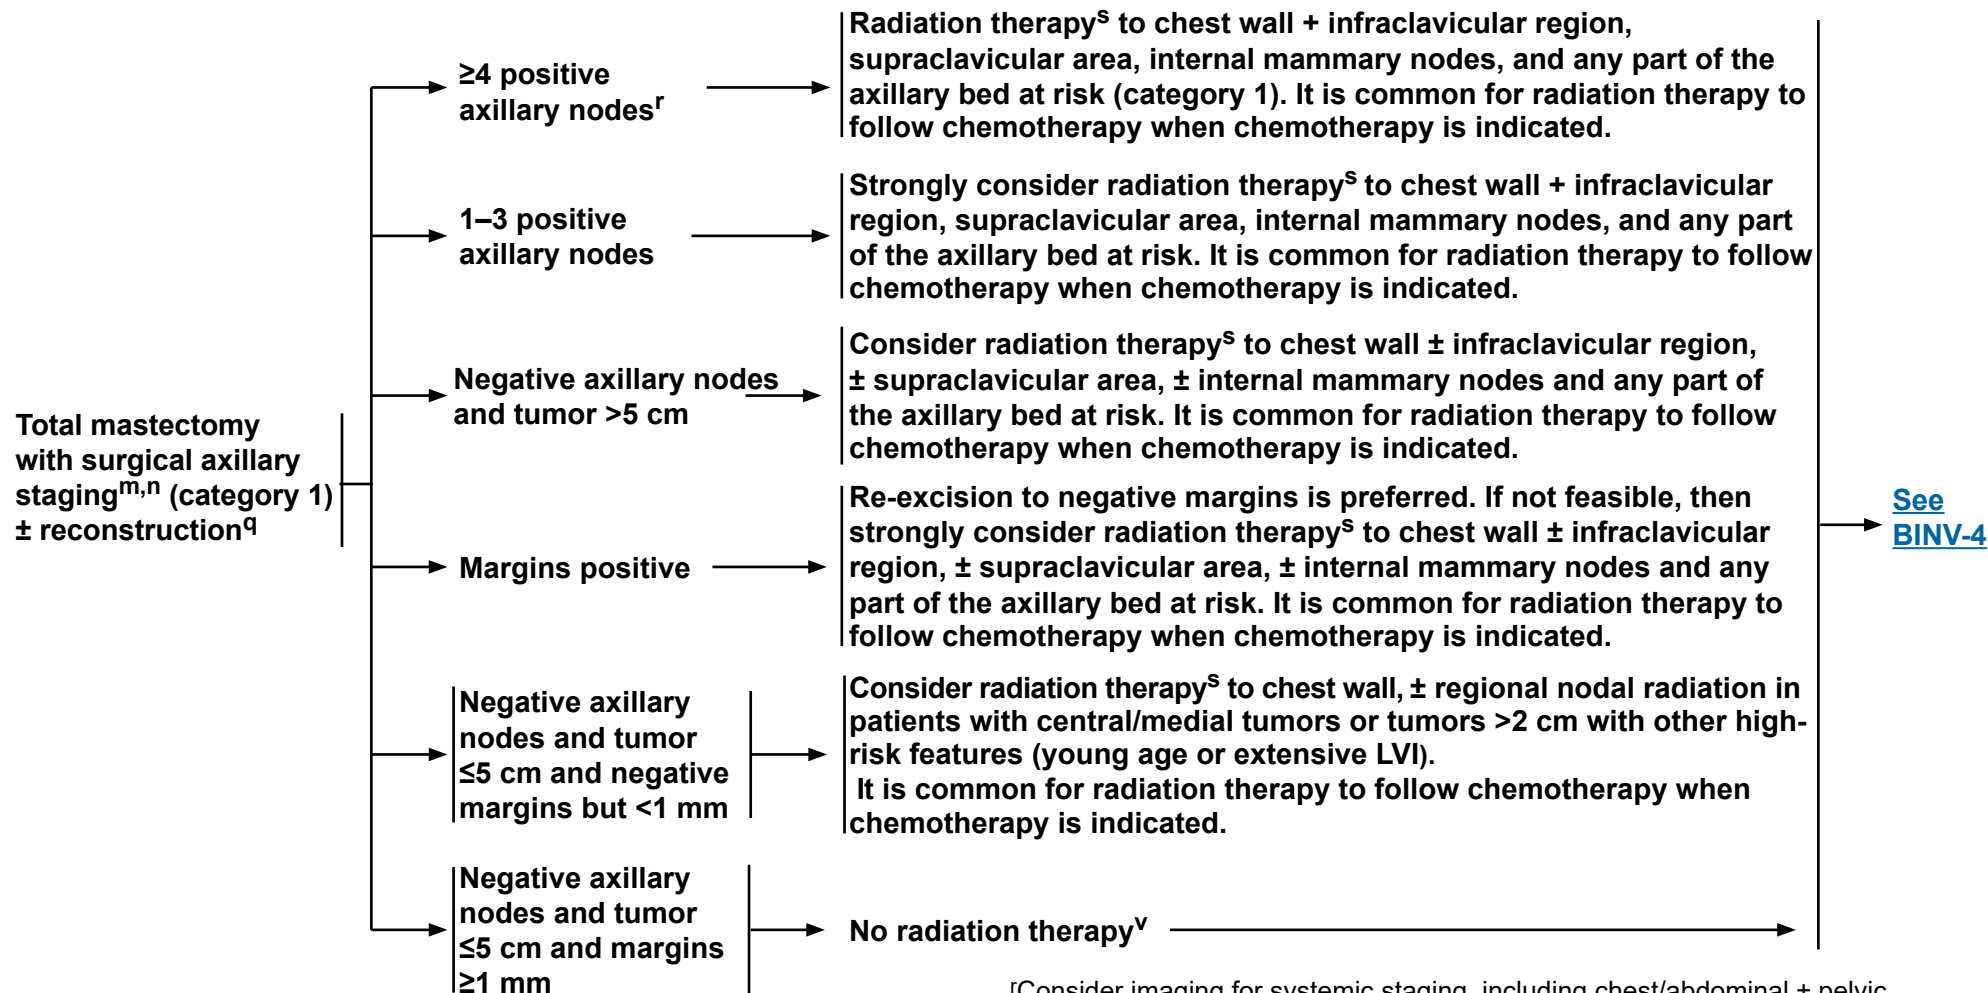 Total mastectomy
with surgical axillary
staging^m,n (category 1)
± reconstruction^q
≥4 positive
axillary nodes^r
Radiation therapy^s to chest wall + infraclavicular region,
supraclavicular area, internal mammary nodes, and any part of the
axillary bed at risk (category 1). It is common for radiation therapy to
follow chemotherapy when chemotherapy is indicated.
1–3 positive
axillary nodes
Strongly consider radiation therapy^s to chest wall + infraclavicular
region, supraclavicular area, internal mammary nodes, and any part
of the axillary bed at risk. It is common for radiation therapy to follow
chemotherapy when chemotherapy is indicated.
Negative axillary nodes
and tumor >5 cm
Consider radiation therapy^s to chest wall ± infraclavicular region,
± supraclavicular area, ± internal mammary nodes and any part of
the axillary bed at risk. It is common for radiation therapy to follow
chemotherapy when chemotherapy is indicated.
Margins positive
Re-excision to negative margins is preferred. If not feasible, then
strongly consider radiation therapy^s to chest wall ± infraclavicular
region, ± supraclavicular area, ± internal mammary nodes and any
part of the axillary bed at risk. It is common for radiation therapy to
follow chemotherapy when chemotherapy is indicated.
Negative axillary
nodes and tumor
≤5 cm and negative
margins but <1 mm
Consider radiation therapy^s to chest wall, ± regional nodal radiation in
patients with central/medial tumors or tumors >2 cm with other high-
risk features (young age or extensive LVI).
It is common for radiation therapy to follow chemotherapy when
chemotherapy is indicated.
Negative axillary
nodes and tumor
≤5 cm and margins
≥1 mm
No radiation therapy^v
See
BINV-4
^rConsider imaging for systemic staging, including chest/abdominal ± pelvic